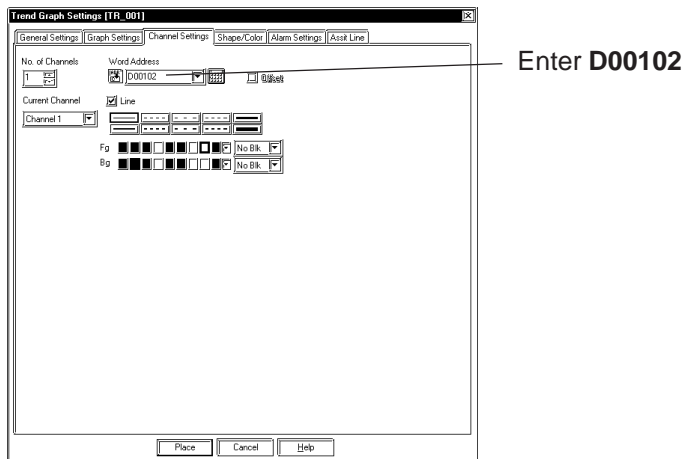 Trend Graph Settings [TR_001]
General Settings Graph Settings Channel Settings Shape/Color Alarm Settings Assit Line
No. of Channels Word Address
1 D00102 Offset
Enter D00102
Current Channel Line
Channel 1
Fg No Blk
Bg No Blk
Place Cancel Help